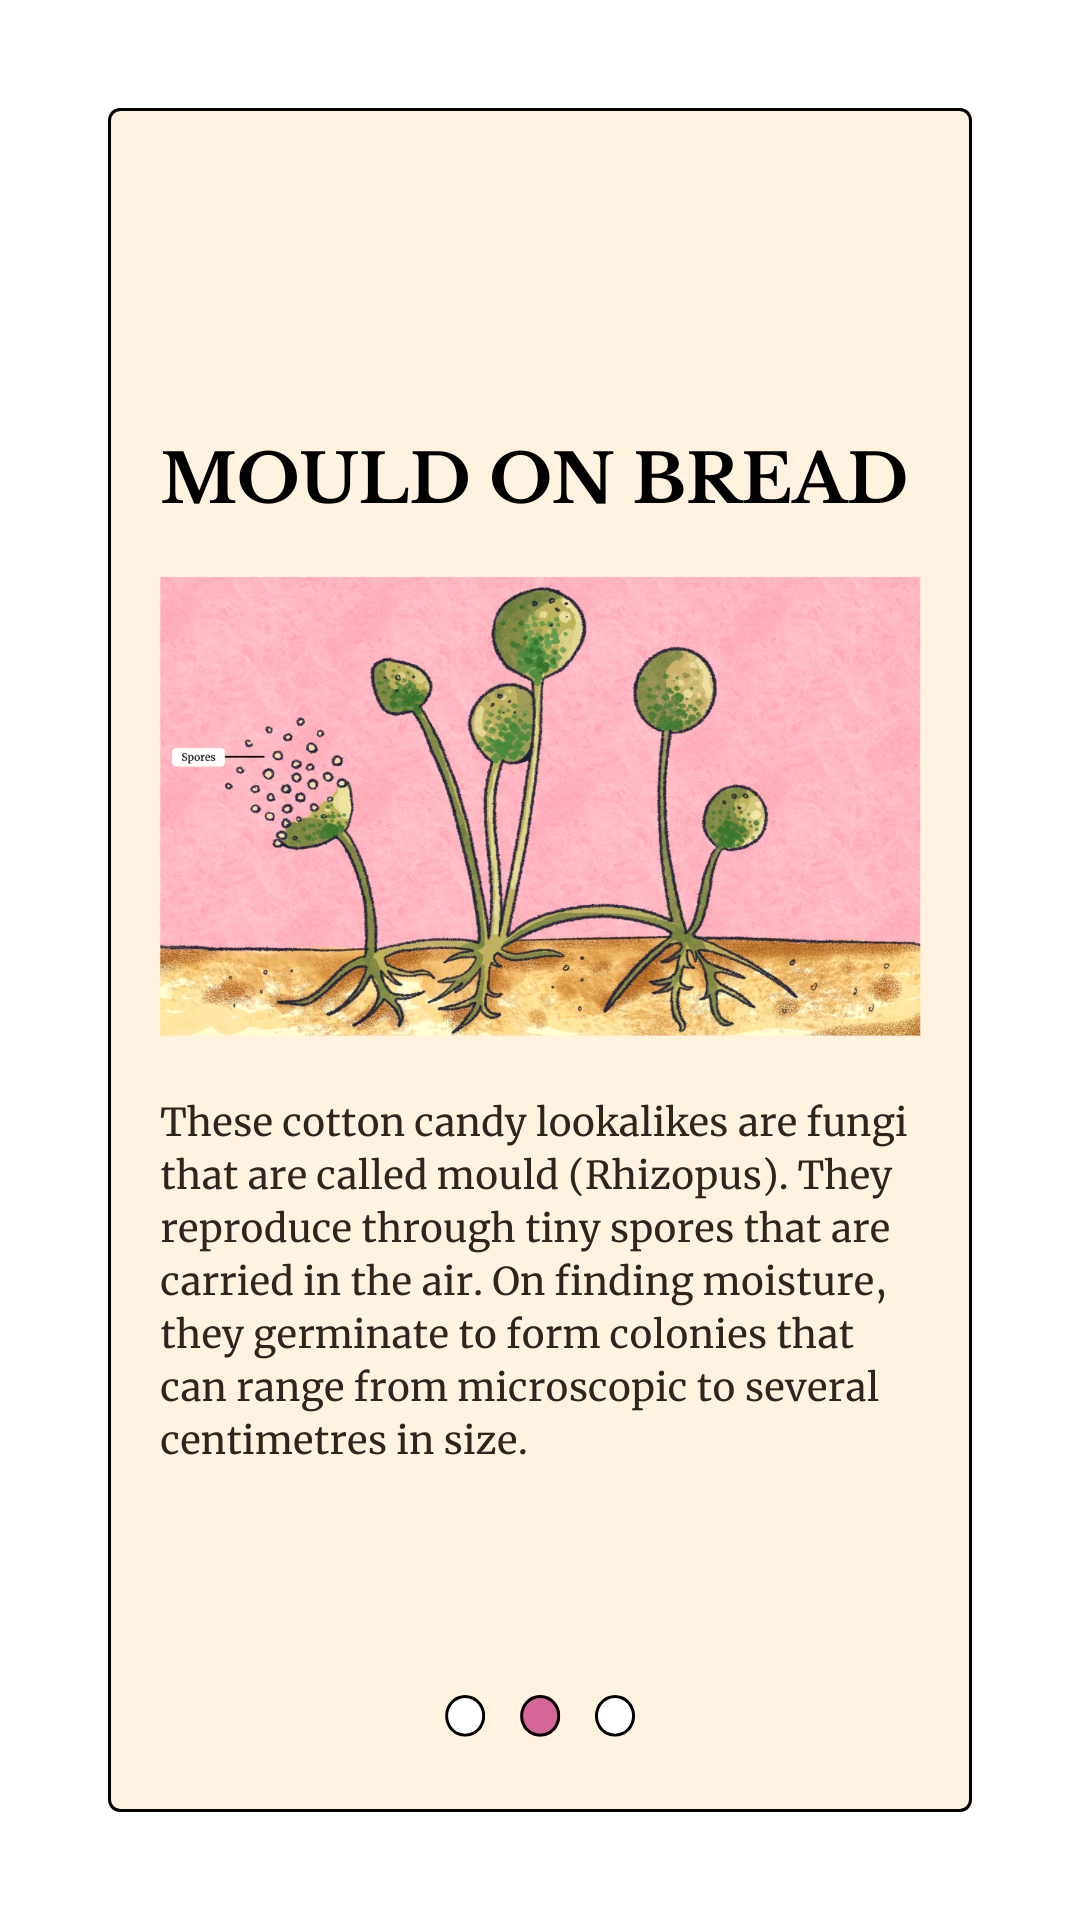 MOULD ON BREAD
Spores
These cotton candy lookalikes are fungi
that are called mould (Rhizopus). They
reproduce through tiny spores that are
carried in the air. On finding moisture,
they germinate to form colonies that
can range from microscopic to several
centimetres in size.